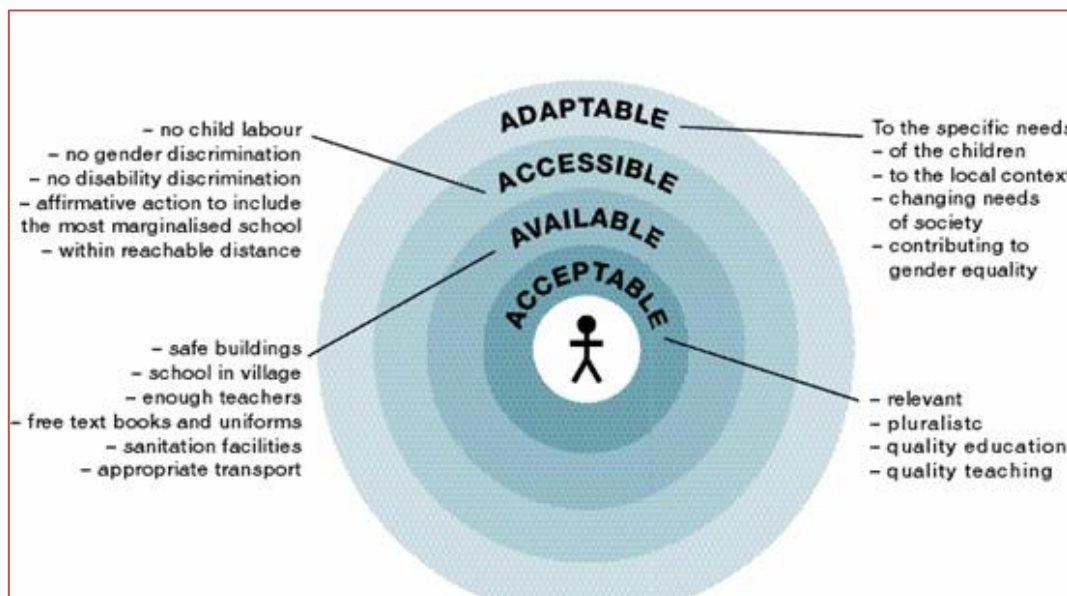 ADAPTABLE
ACCESSIBLE
AVAILABLE
ACCEPTABLE
– no child labour
– no gender discrimination
– no disability discrimination
– affirmative action to include
the most marginalised school
– within reachable distance
– safe buildings
– school in village
– enough teachers
– free text books and uniforms
– sanitation facilities
– appropriate transport
To the specific needs
– of the children
– to the local context
– changing needs
of society
– contributing to
gender equality
– relevant
– pluralistc
– quality education
– quality teaching